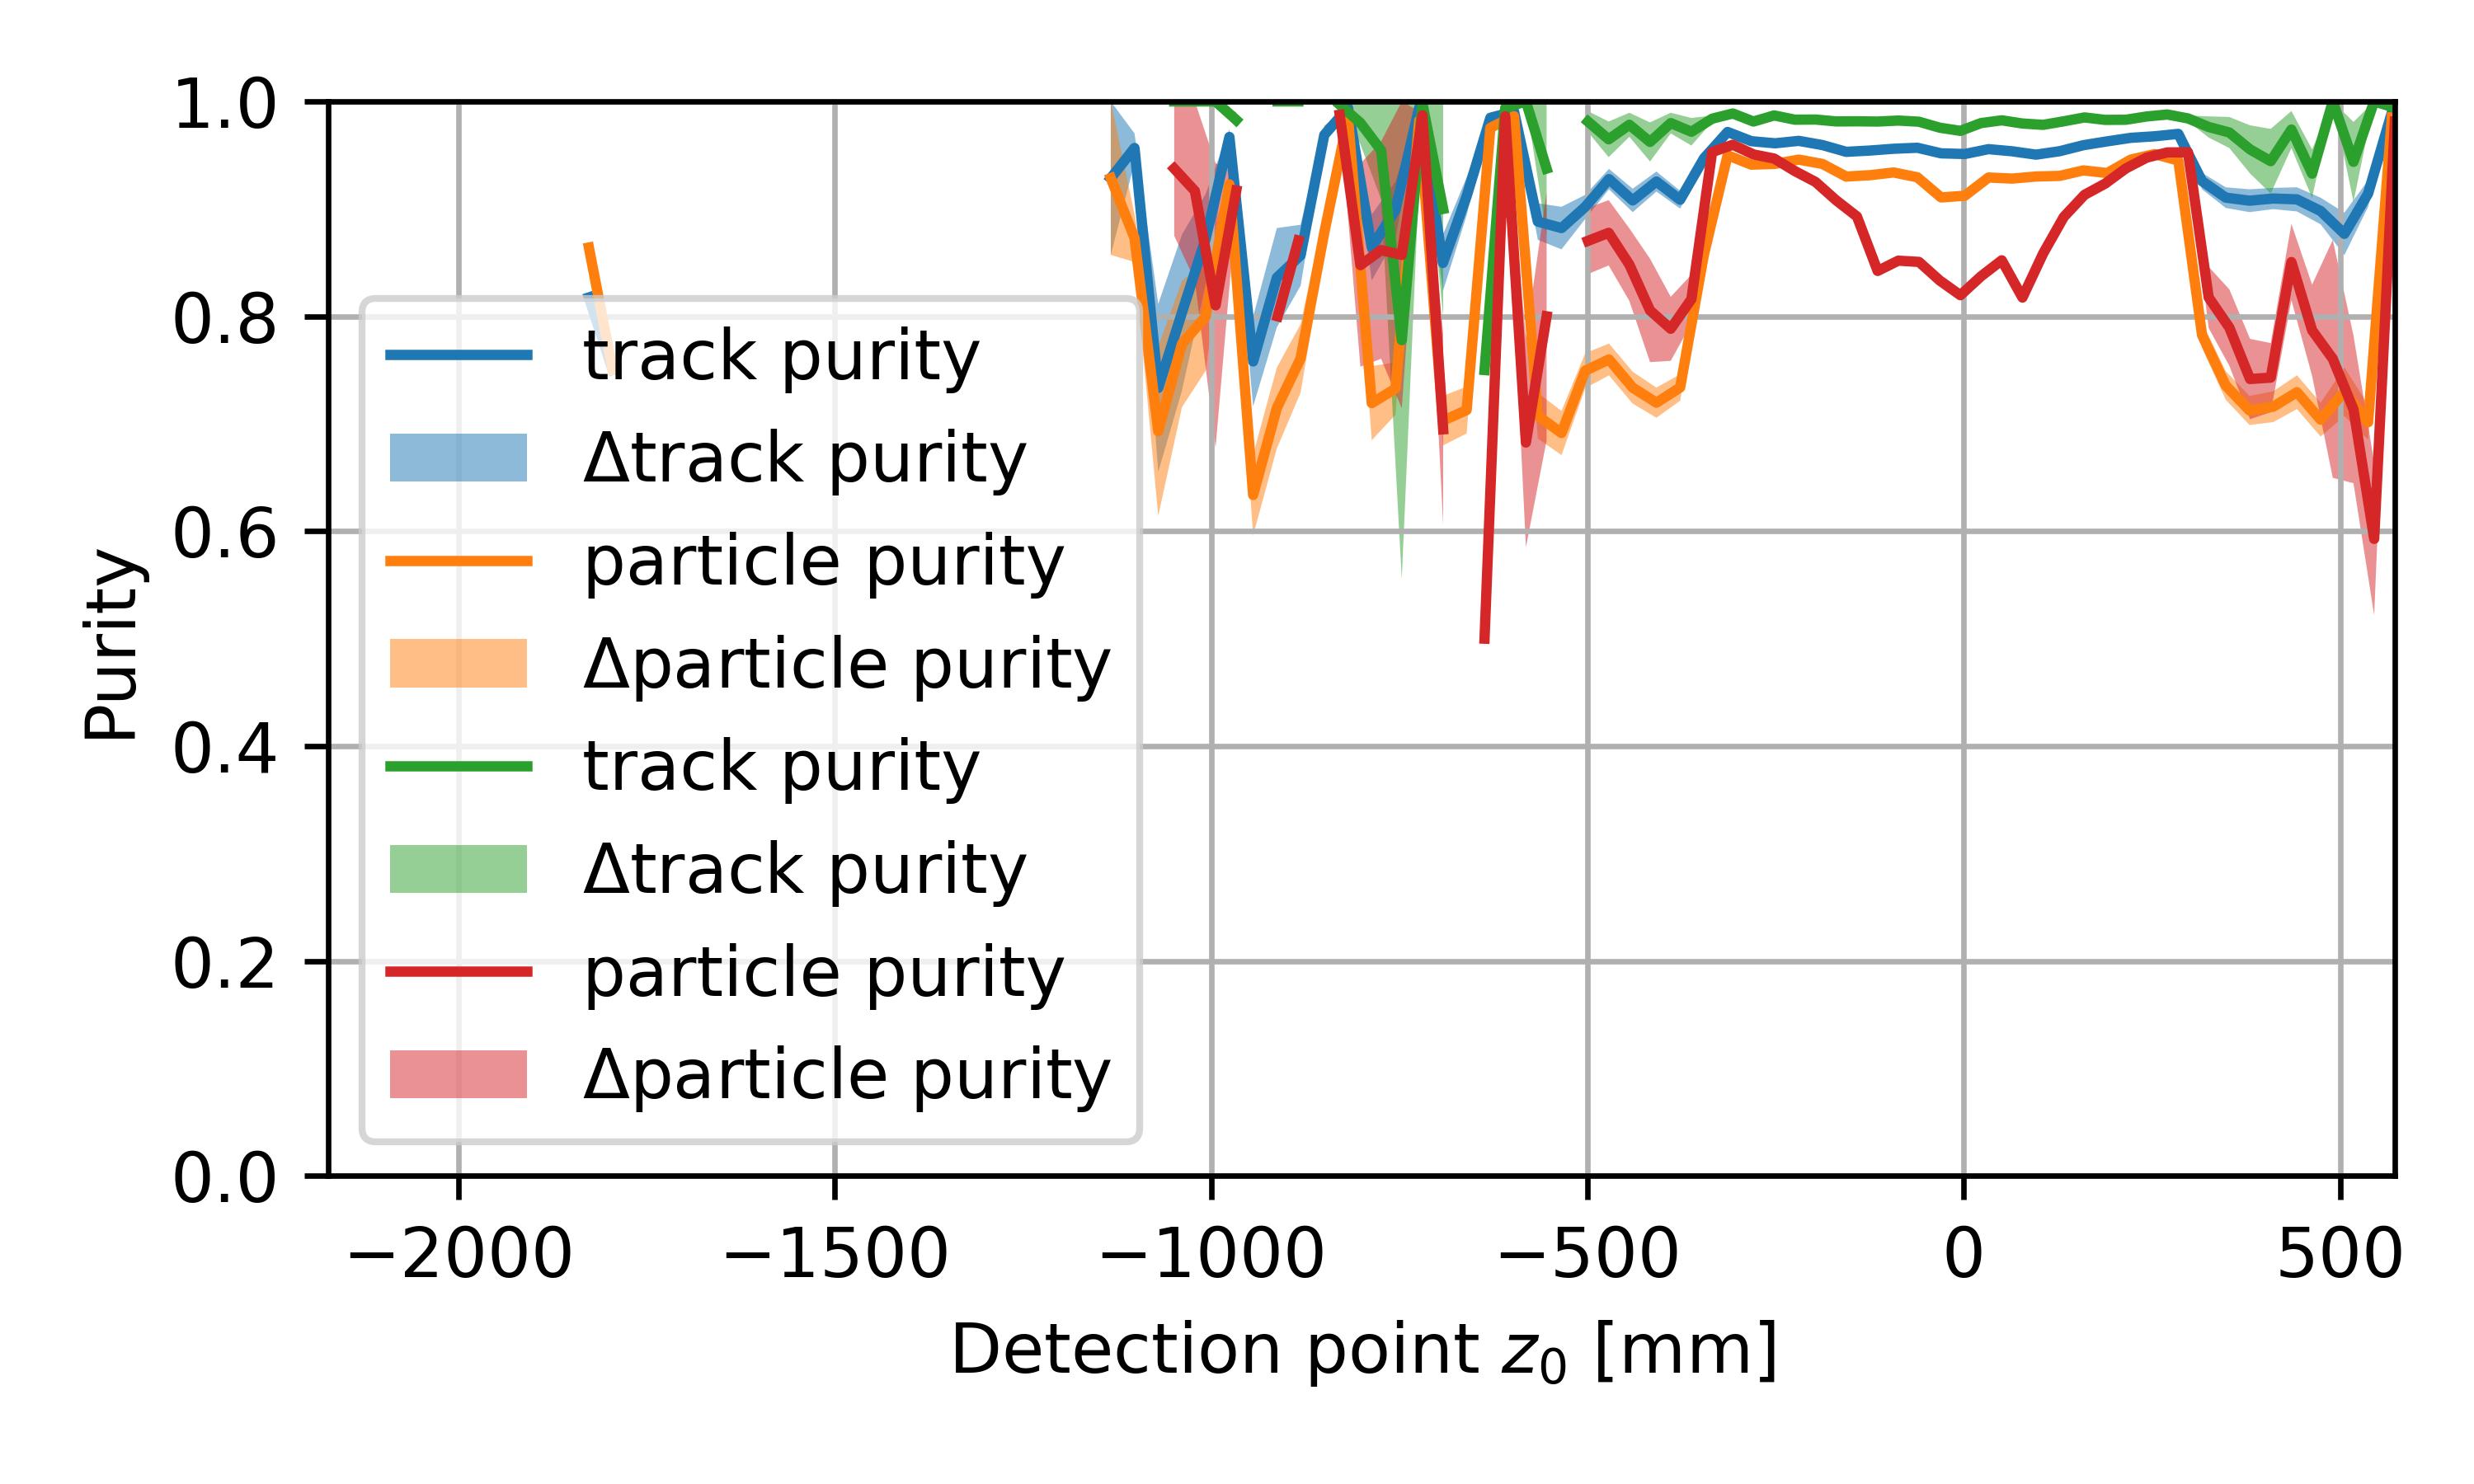 1.0
0.8
0.6
0.4
0.2
0.0
Purity
track purity
Δtrack purity
particle purity
Δparticle purity
track purity
Δtrack purity
particle purity
Δparticle purity
−2000 −1500 −1000 −500 0 500
Detection point z₀ [mm]